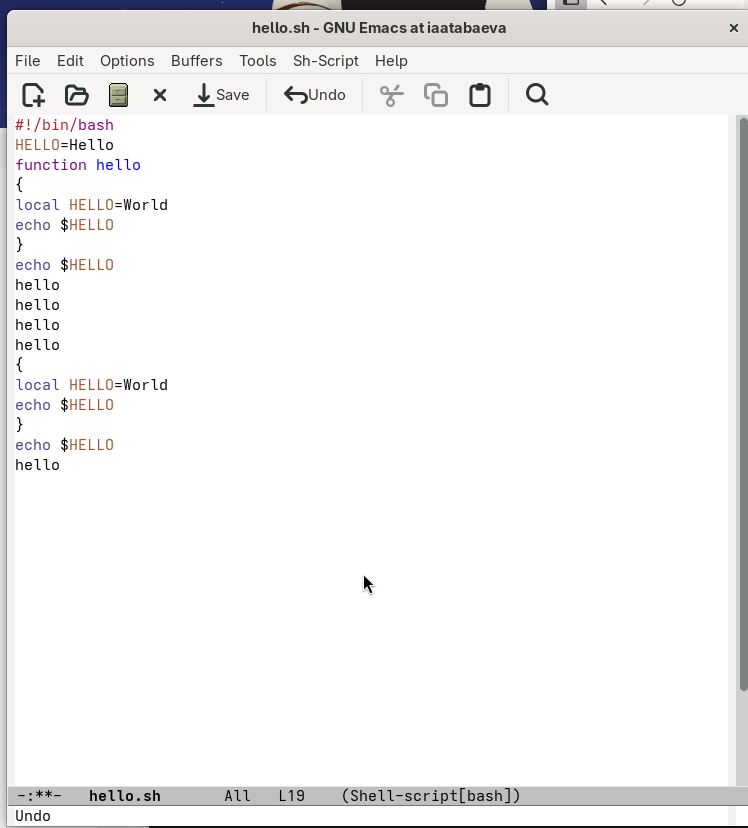 hello.sh - GNU Emacs at iaatabaeva
File Edit Options Buffers Tools Sh-Script Help
Save Undo
#!/bin/bash
HELLO=Hello
function hello
{
local HELLO=World
echo $HELLO
}
echo $HELLO
hello
hello
hello
hello
{
local HELLO=World
echo $HELLO
}
echo $HELLO
hello
-:**- hello.sh All L19 (Shell-script[bash])
Undo